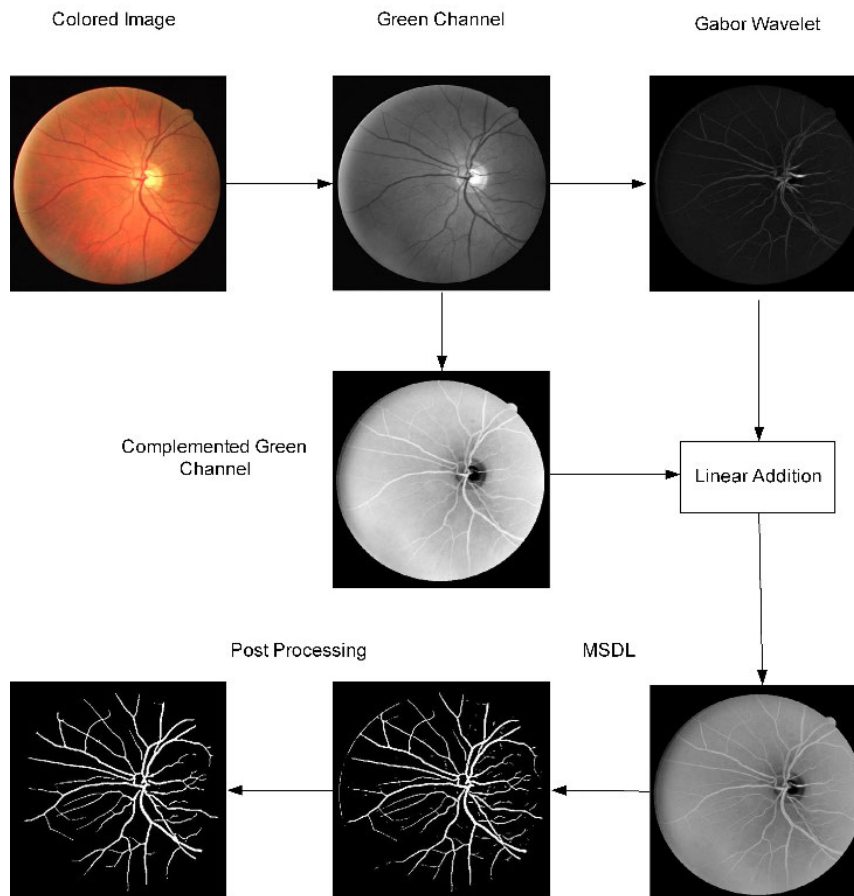 Colored Image
Green Channel
Gabor Wavelet
Complemented Green
Channel
Linear Addition
Post Processing
MSDL